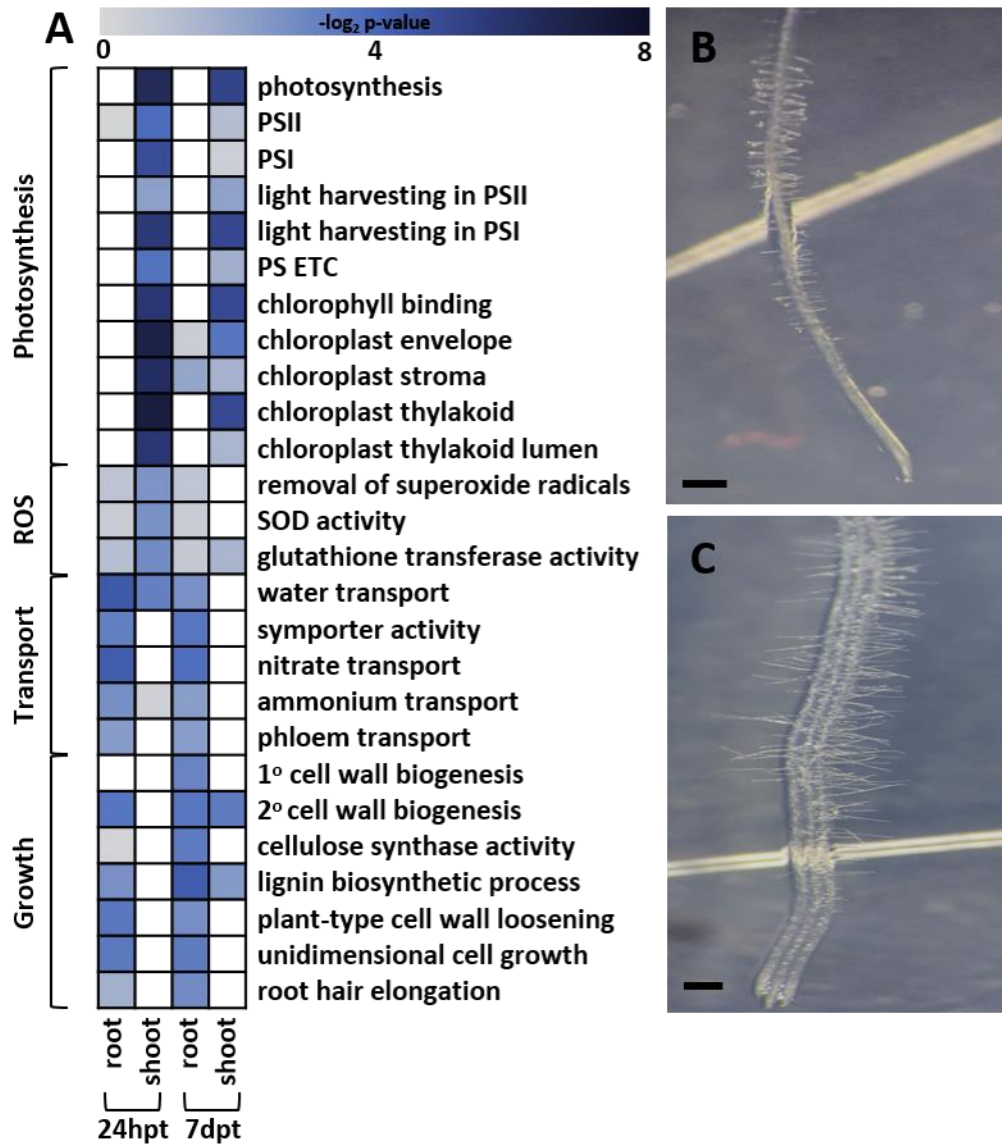 A
-log₂ p-value
0 4 8
Photosynthesis
photosynthesis
PSII
PSI
light harvesting in PSII
light harvesting in PSI
PS ETC
chlorophyll binding
chloroplast envelope
chloroplast stroma
chloroplast thylakoid
chloroplast thylakoid lumen
ROS
removal of superoxide radicals
SOD activity
glutathione transferase activity
Transport
water transport
symporter activity
nitrate transport
ammonium transport
phloem transport
Growth
1º cell wall biogenesis
2º cell wall biogenesis
cellulose synthase activity
lignin biosynthetic process
plant-type cell wall loosening
unidimensional cell growth
root hair elongation
root shoot root shoot
24hpt 7dpt
B
C